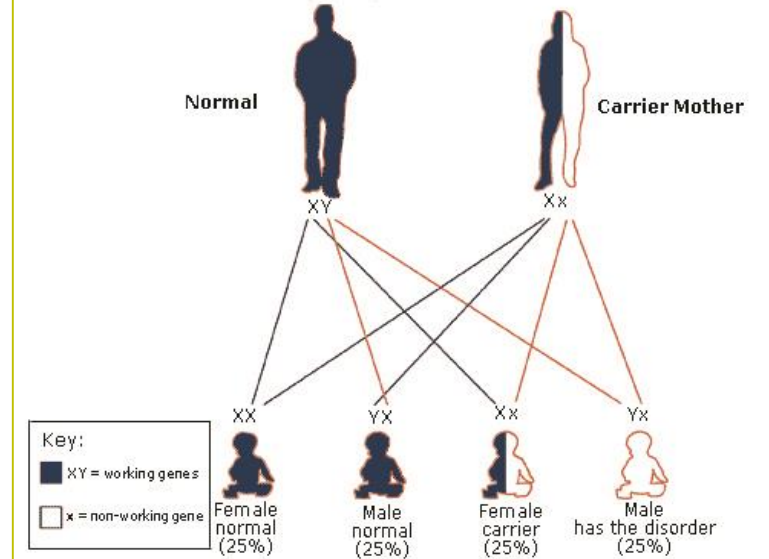 Normal
Carrier Mother
XY
Xx
XX
YX
Xx
Yx
Key:
XY = working genes
x = non-working gene
Female
normal
(25%)
Male
normal
(25%)
Female
carrier
(25%)
Male
has the disorder
(25%)